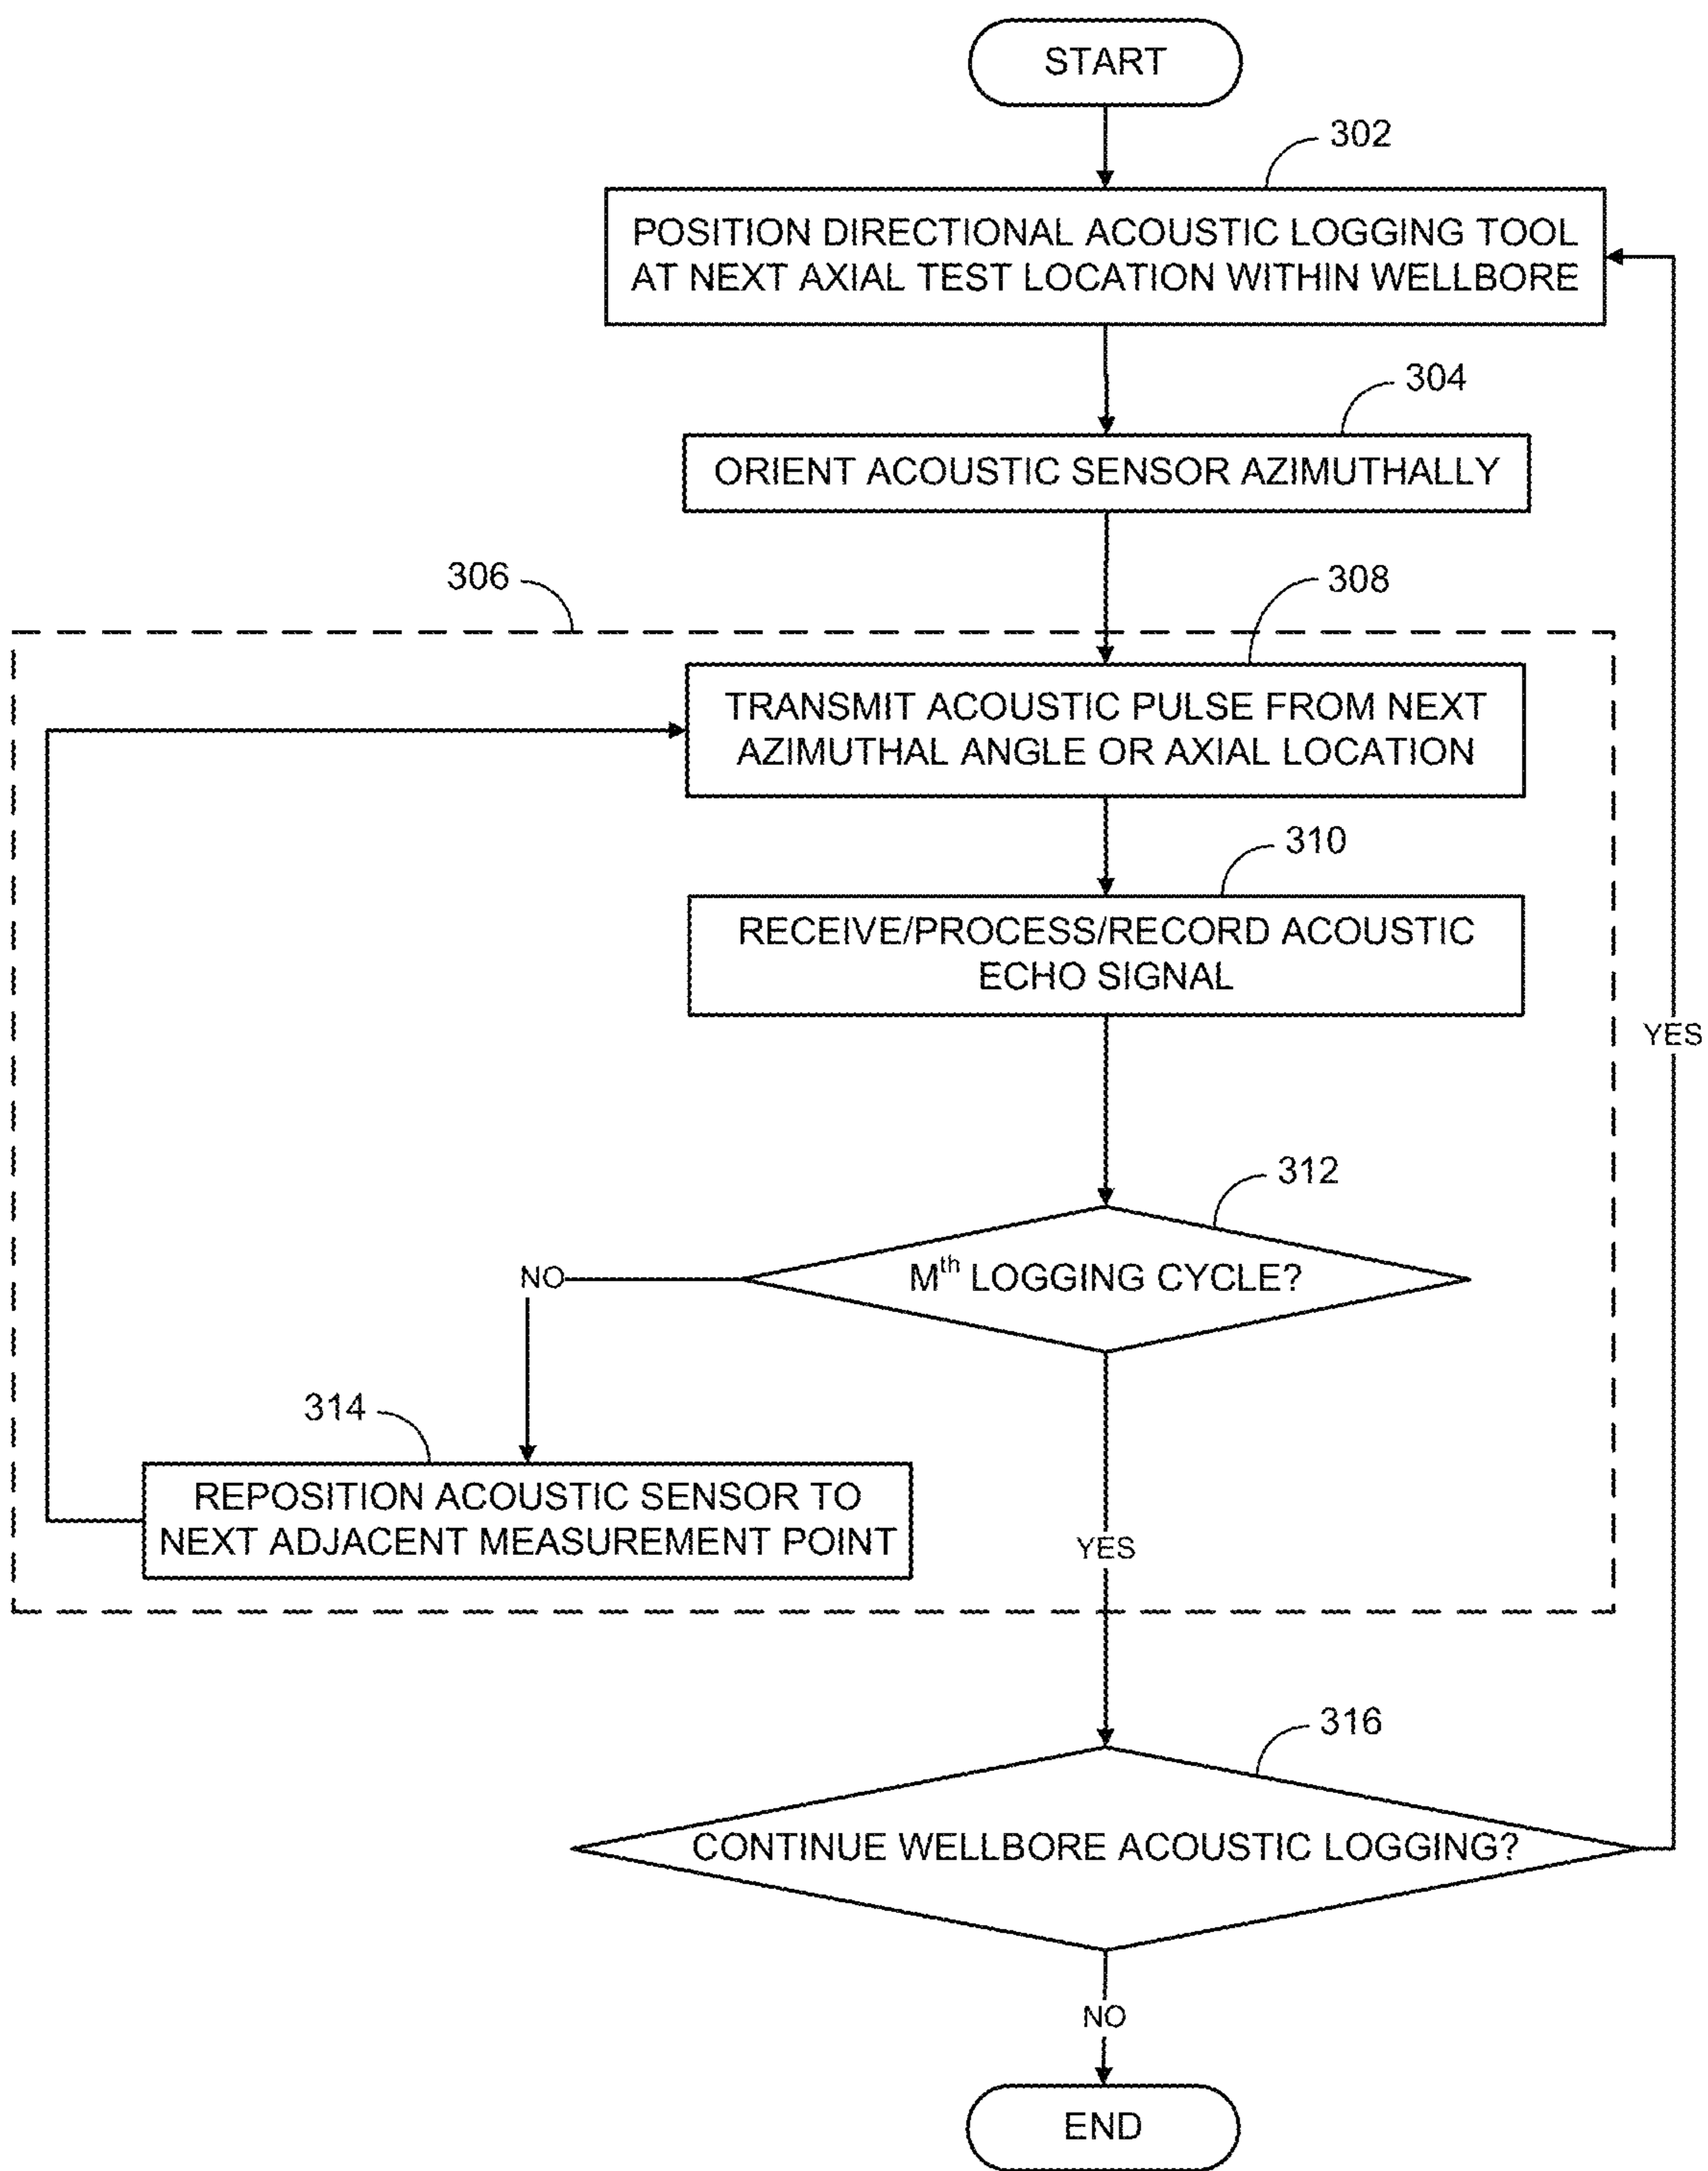 START
302
POSITION DIRECTIONAL ACOUSTIC LOGGING TOOL
AT NEXT AXIAL TEST LOCATION WITHIN WELLBORE
304
ORIENT ACOUSTIC SENSOR AZIMUTHALLY
306
308
TRANSMIT ACOUSTIC PULSE FROM NEXT
AZIMUTHAL ANGLE OR AXIAL LOCATION
310
RECEIVE/PROCESS/RECORD ACOUSTIC
ECHO SIGNAL
YES
312
Mth LOGGING CYCLE?
NO
314
REPOSITION ACOUSTIC SENSOR TO
NEXT ADJACENT MEASUREMENT POINT
YES
316
CONTINUE WELLBORE ACOUSTIC LOGGING?
NO
END